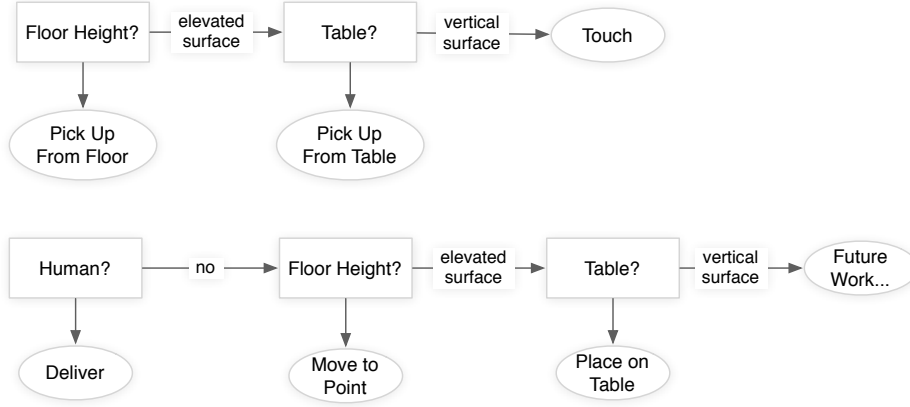 Floor Height?
elevated
surface
Table?
vertical
surface
Touch
Pick Up
From Floor
Pick Up
From Table
Human?
no
Floor Height?
elevated
surface
Table?
vertical
surface
Future
Work...
Deliver
Move to
Point
Place on
Table